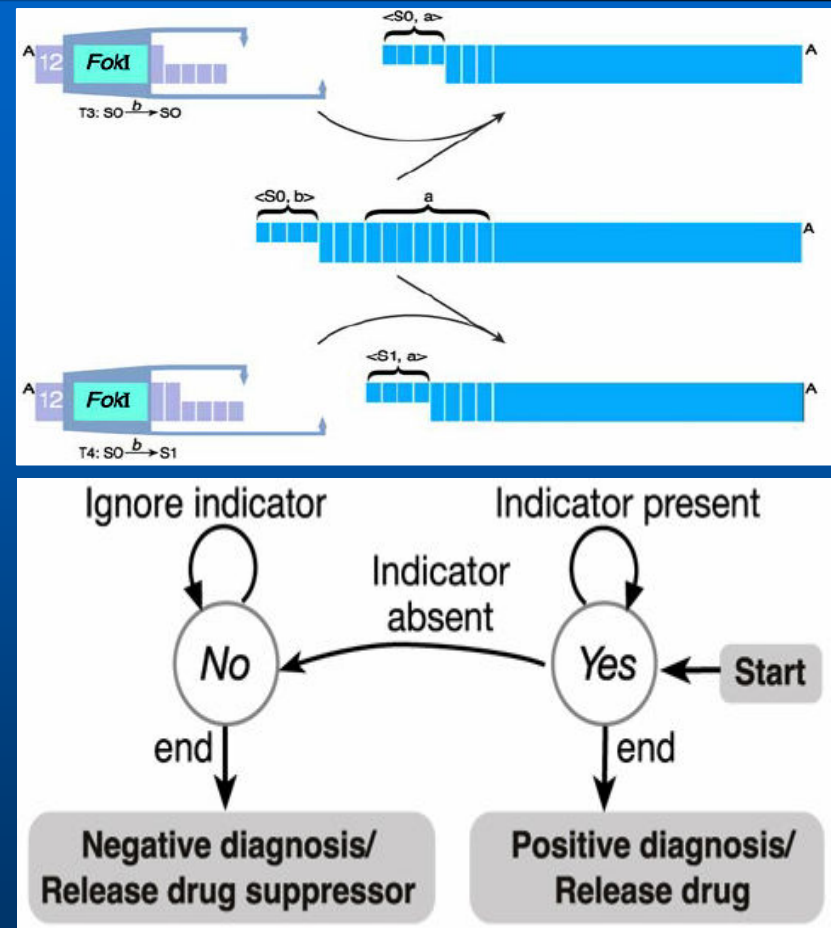 <S0, a>
A 12 FokI A
T3: S0 b→ S0
<S0, b> a
A
<S1, a>
A 12 FokI A
T4: S0 b→ S1
Ignore indicator
Indicator present
Indicator
absent
No
Yes
Start
end
end
Negative diagnosis/
Release drug suppressor
Positive diagnosis/
Release drug